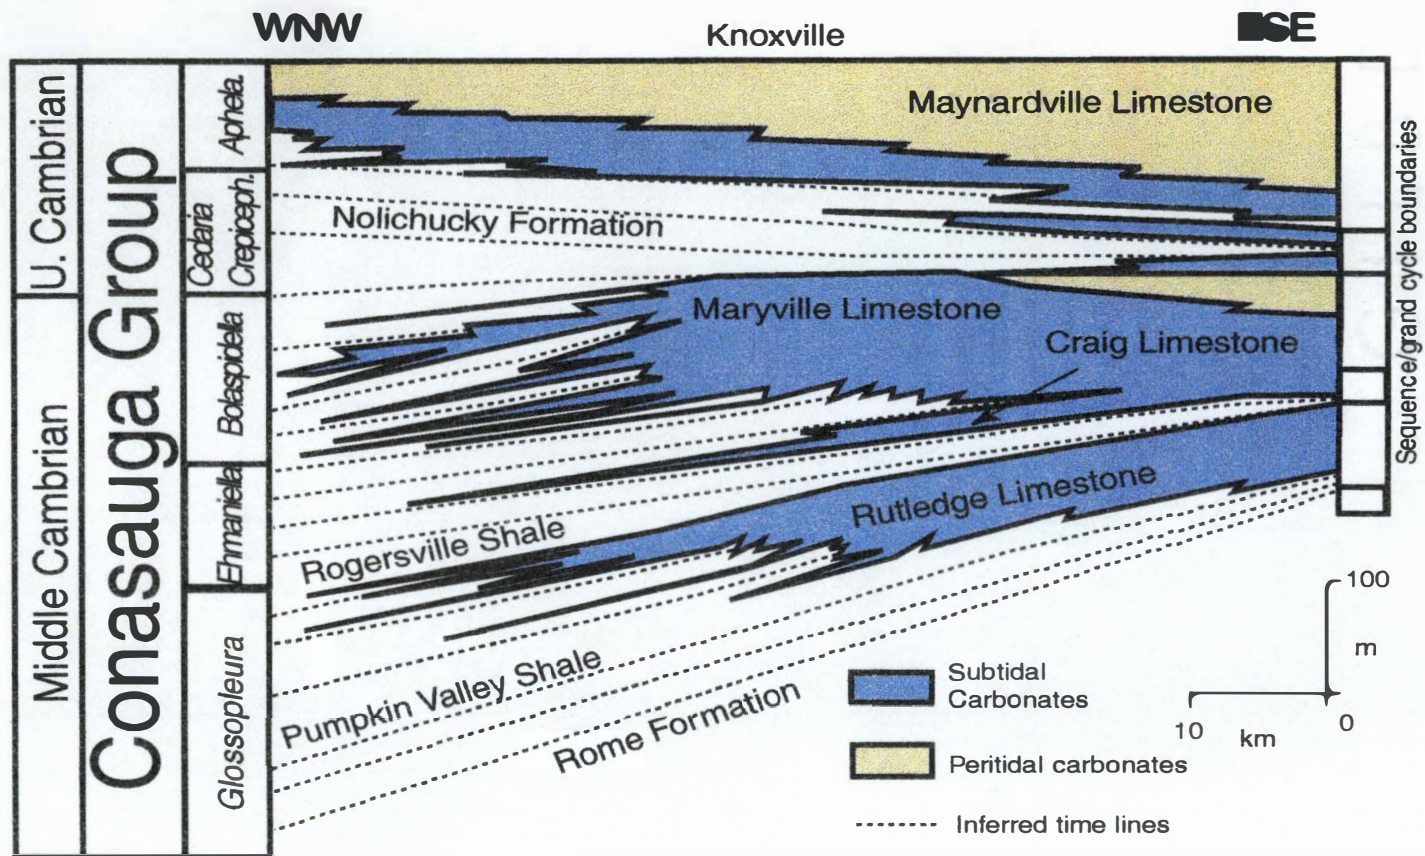 WNW
Knoxville
ESE
U. Cambrian
Middle Cambrian
Conasauga Group
Aphela.
Cedaria
Crepiceph.
Bolaspidella
Ehmaniella
Glossopleura
Maynardville Limestone
Nolichucky Formation
Maryville Limestone
Craig Limestone
Rutledge Limestone
Rogersville Shale
Pumpkin Valley Shale
Rome Formation
Sequence/grand cycle boundaries
100
m
0
10
km
Subtidal
Carbonates
Peritidal carbonates
Inferred time lines